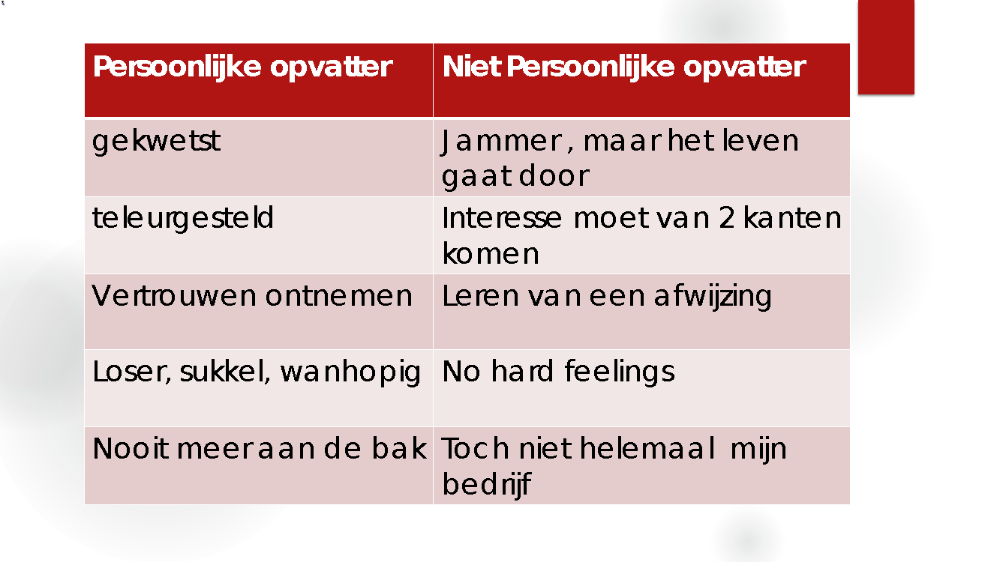 Persoonlijke opvatter
Niet Persoonlijke opvatter
gekwetst
Jammer , maar het leven
gaat door
teleurgesteld
Interesse moet van 2 kanten
komen
Vertrouwen ontnemen
Leren van een afwijzing
Loser, sukkel, wanhopig
No hard feelings
Nooit meer aan de bak
Toch niet helemaal mijn
bedrijf